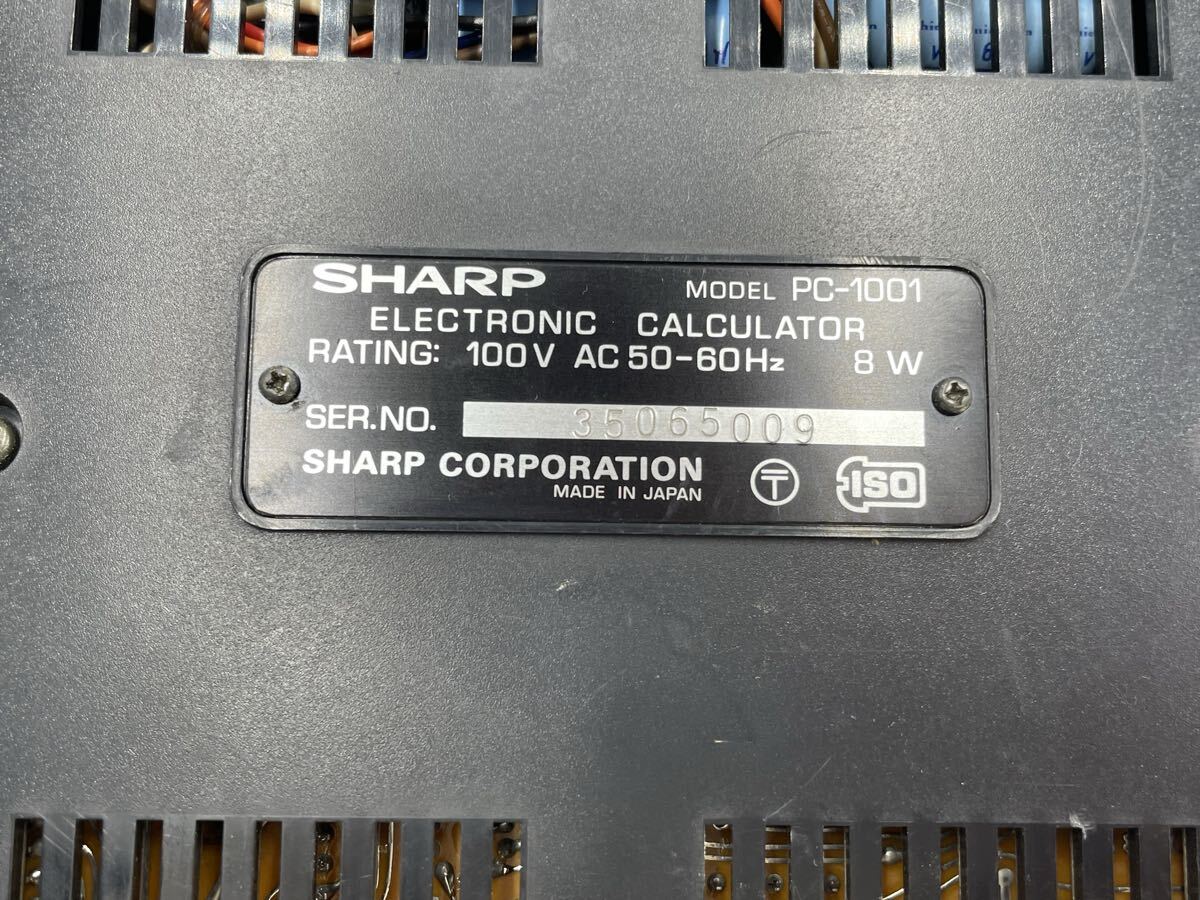 SHARP MODEL PC-1001
ELECTRONIC CALCULATOR
RATING: 100V AC 50-60Hz 8 W
SER.NO. 35065009
SHARP CORPORATION
MADE IN JAPAN
ISO